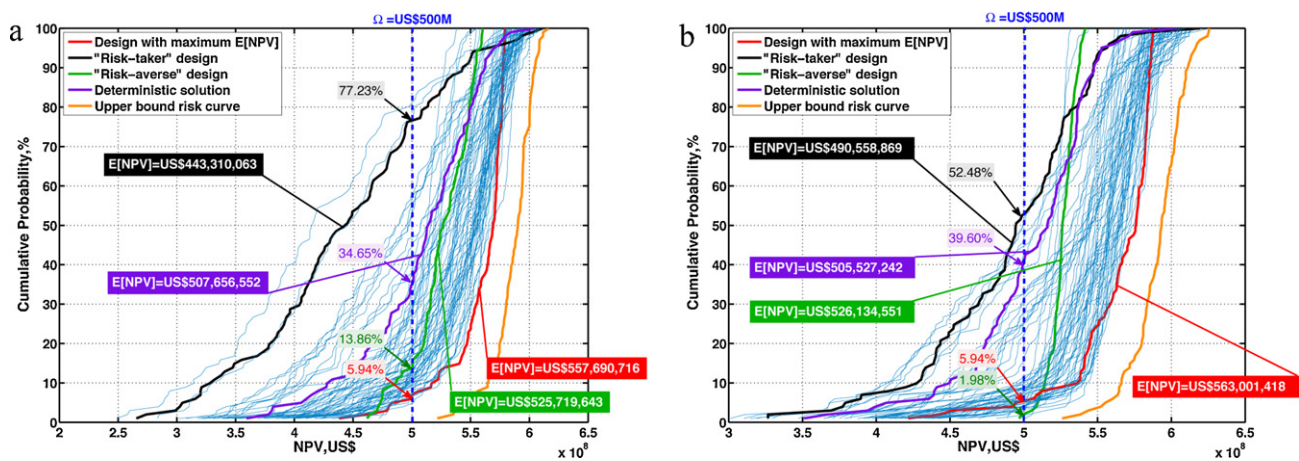 a
Ω =US$500M
Design with maximum E[NPV]
"Risk−taker" design
"Risk−averse" design
Deterministic solution
Upper bound risk curve
77.23%
E[NPV]=US$443,310,063
34.65%
E[NPV]=US$507,656,552
13.86%
5.94%
E[NPV]=US$557,690,716
E[NPV]=US$525,719,643
Cumulative Probability,%
100
90
80
70
60
50
40
30
20
10
0
2
2.5
3
3.5
4
4.5
5
5.5
6
6.5
NPV,US$
x 10⁸
b
Ω =US$500M
Design with maximum E[NPV]
"Risk−taker" design
"Risk−averse" design
Deterministic solution
Upper bound risk curve
E[NPV]=US$490,558,869
52.48%
39.60%
E[NPV]=US$505,527,242
E[NPV]=US$526,134,551
5.94%
1.98%
E[NPV]=US$563,001,418
Cumulative Probability,%
100
90
80
70
60
50
40
30
20
10
0
3
3.5
4
4.5
5
5.5
6
6.5
NPV,US$
x 10⁸